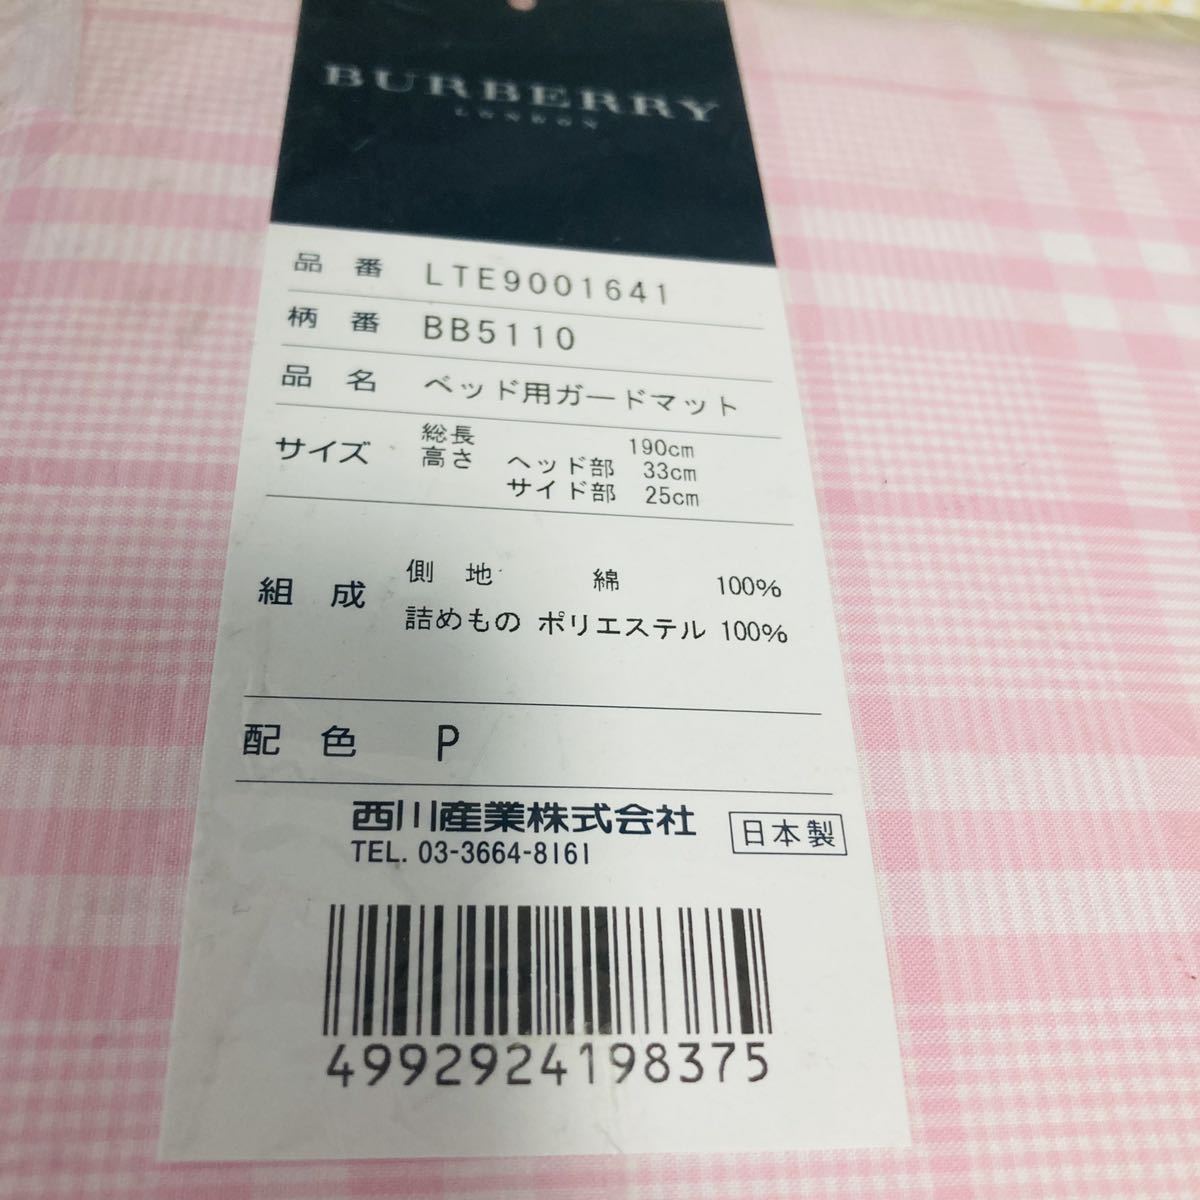 BURBERRY
LONDON
品 番 LTE9001641
柄 番 BB5110
品 名 ベッド用ガードマット
サイズ 総長 190cm
高さ ヘッド部 33cm
サイド部 25cm
組 成 側 地 綿 100%
詰めもの ポリエステル 100%
配 色 P
西川産業株式会社
TEL. 03-3664-8161
日本製
4992924198375